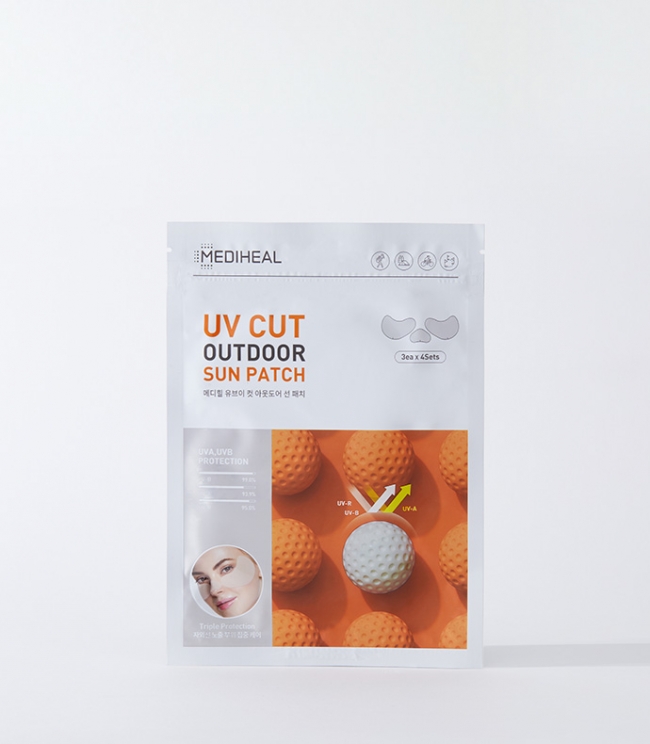 MEDIHEAL
UV CUT
OUTDOOR
SUN PATCH
메디힐 유브이 컷 아웃도어 선 패치
3ea x 4Sets
UVA,UVB
PROTECTION
UV-A
UV-B
Triple Protection